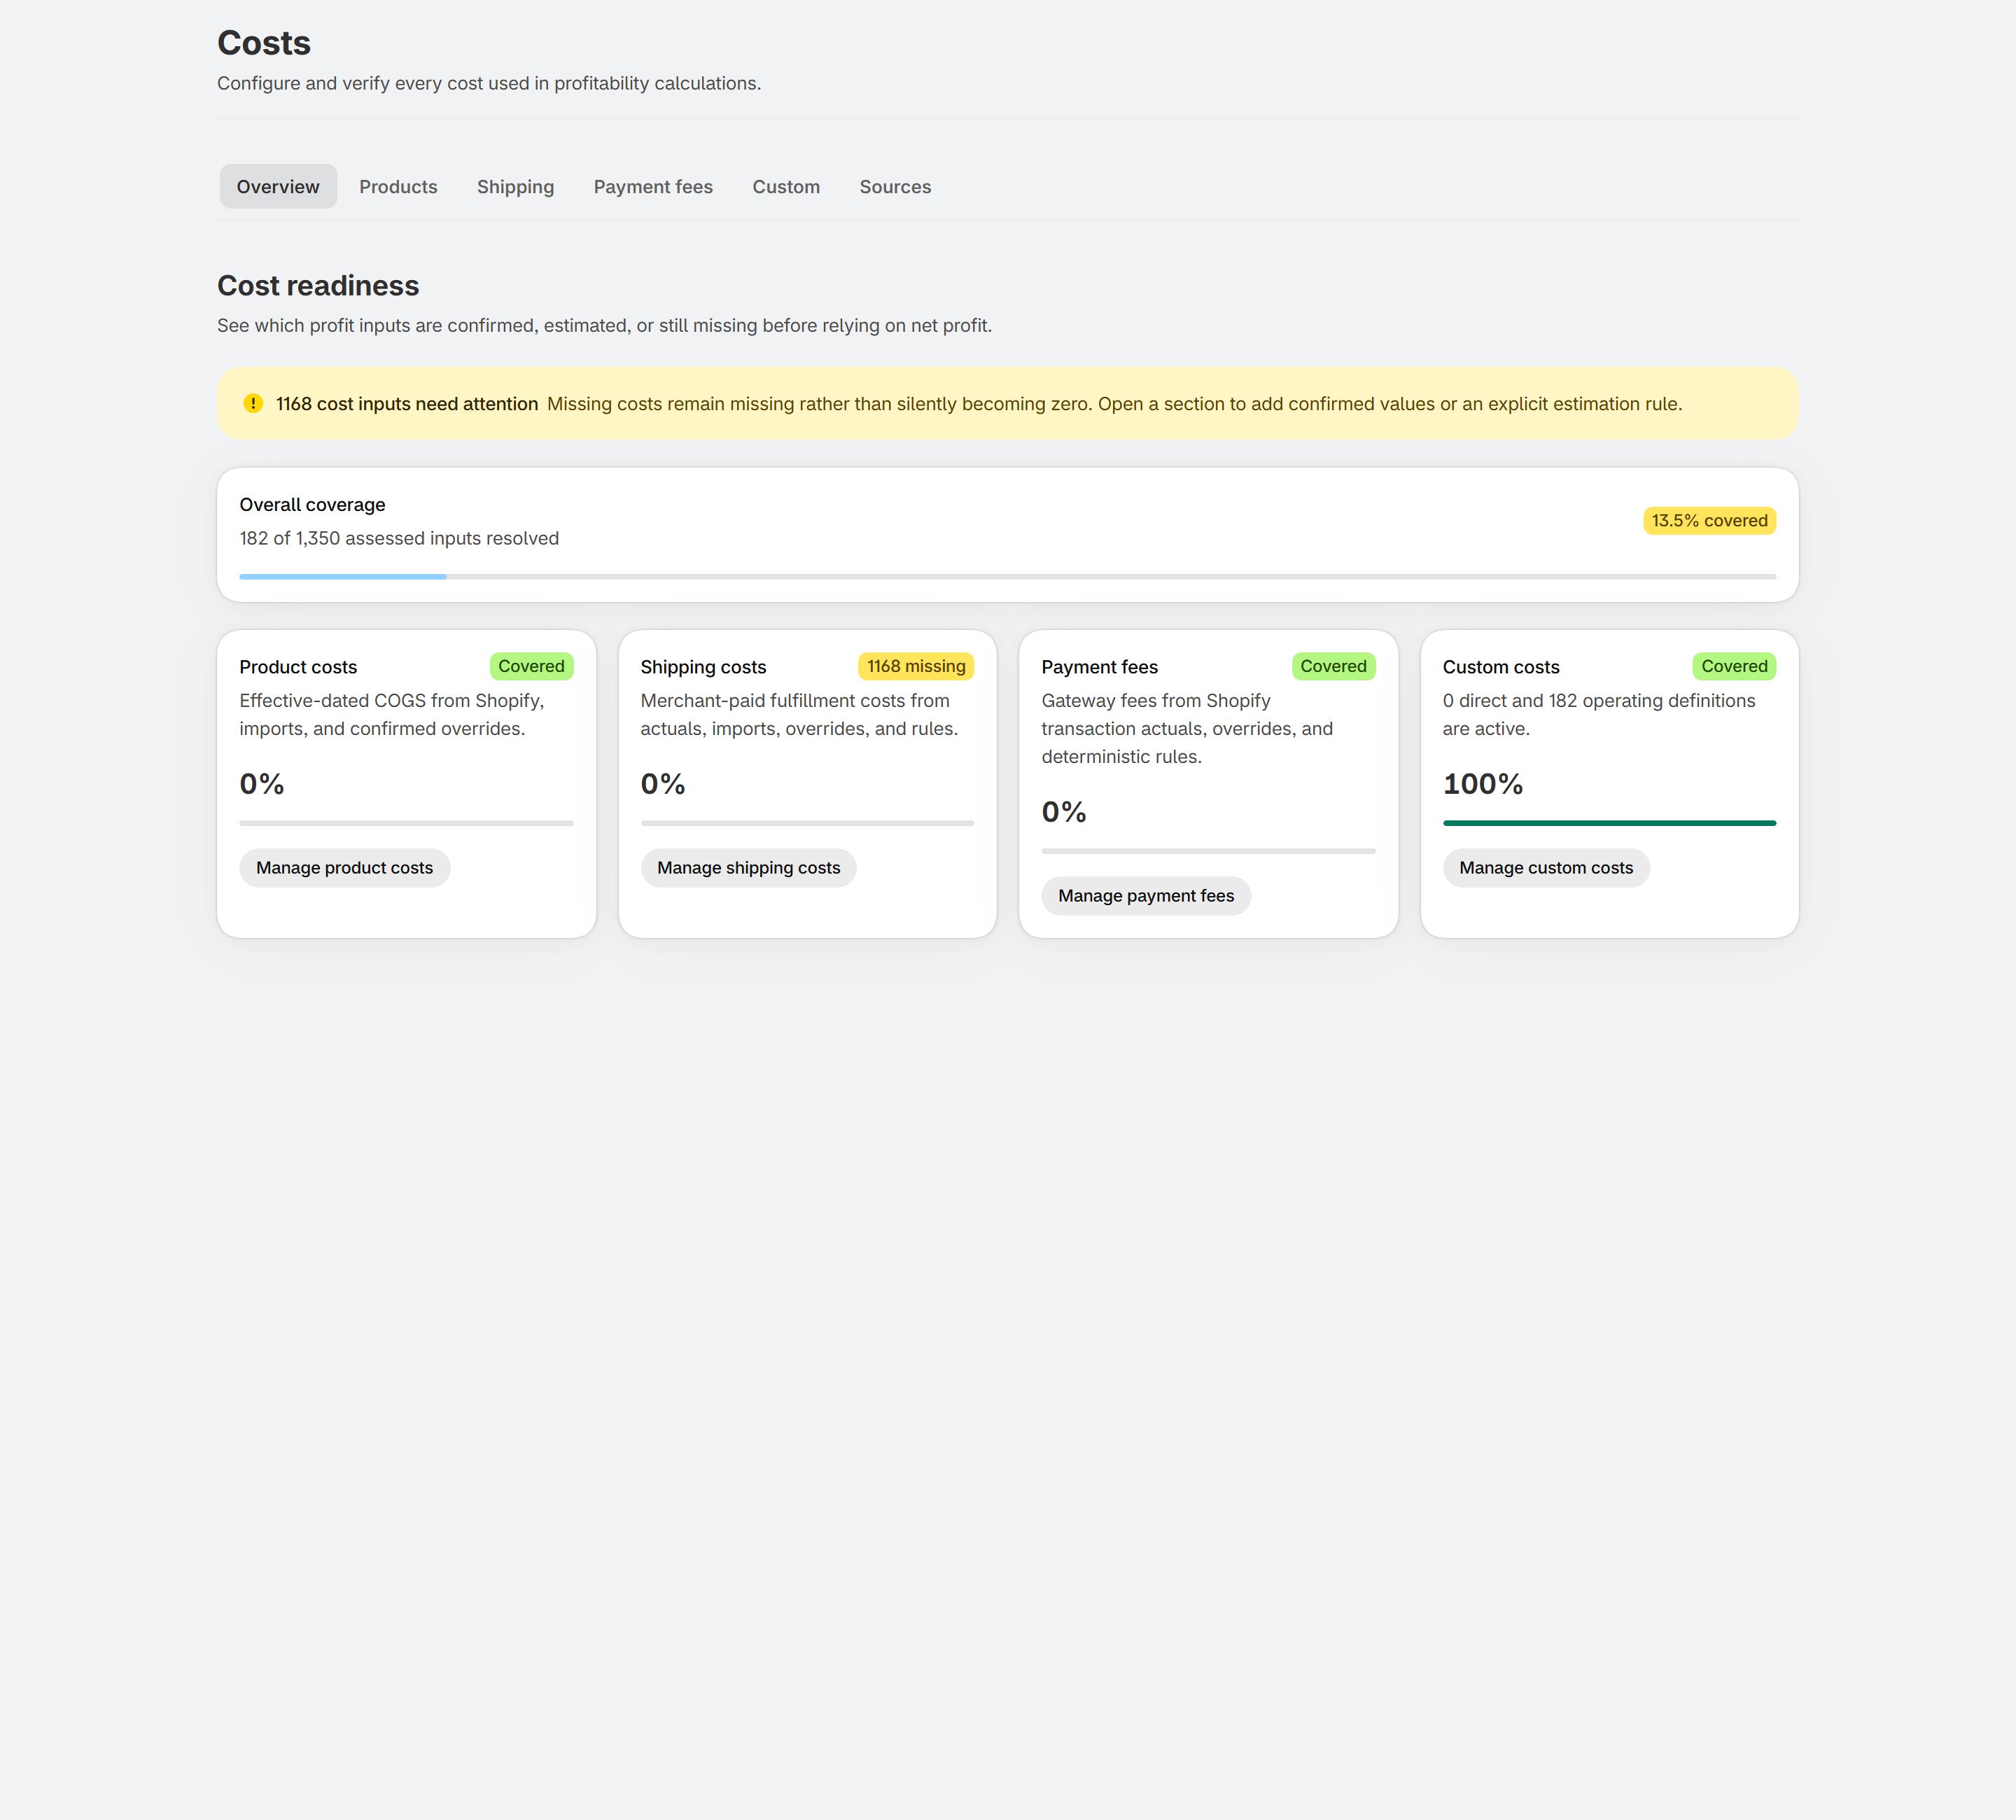 Costs
Configure and verify every cost used in profitability calculations.
Overview Products Shipping Payment fees Custom Sources
Cost readiness
See which profit inputs are confirmed, estimated, or still missing before relying on net profit.
1168 cost inputs need attention Missing costs remain missing rather than silently becoming zero. Open a section to add confirmed values or an explicit estimation rule.
Overall coverage
182 of 1,350 assessed inputs resolved
13.5% covered
Product costs
Covered
Effective-dated COGS from Shopify,
imports, and confirmed overrides.
0%
Manage product costs
Shipping costs
1168 missing
Merchant-paid fulfillment costs from
actuals, imports, overrides, and rules.
0%
Manage shipping costs
Payment fees
Covered
Gateway fees from Shopify
transaction actuals, overrides, and
deterministic rules.
0%
Manage payment fees
Custom costs
Covered
0 direct and 182 operating definitions
are active.
100%
Manage custom costs